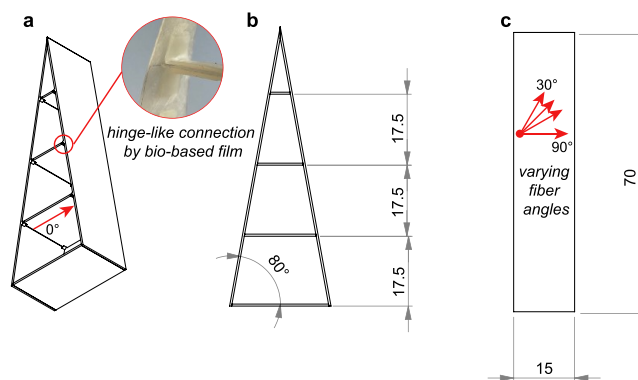 a
hinge-like connection
by bio-based film
0°
b
17.5
17.5
17.5
80°
c
30°
90°
varying
fiber
angles
70
15